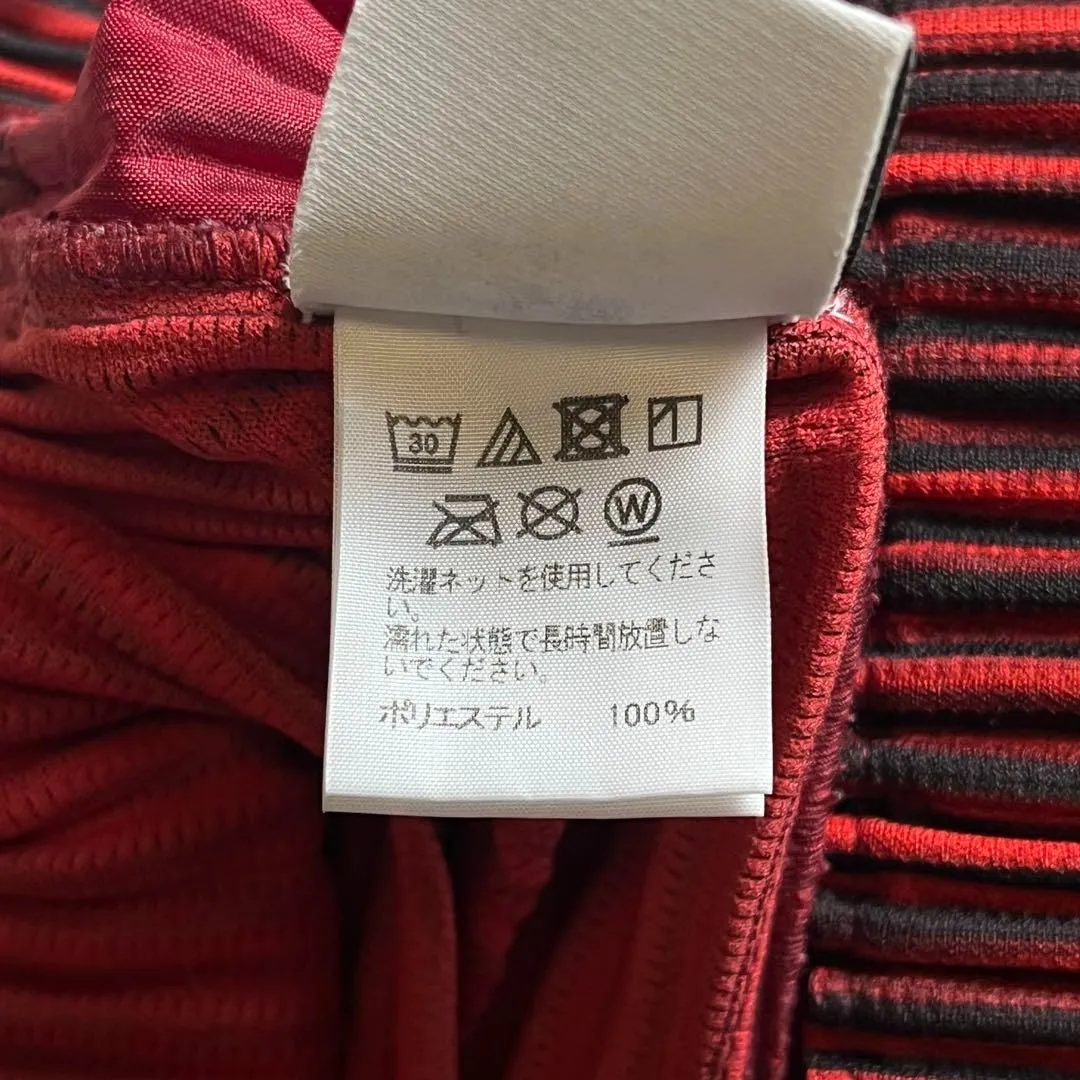 30
W
洗濯ネットを使用してくださ
い。
濡れた状態で長時間放置しな
いでください。
ポリエステル 100%